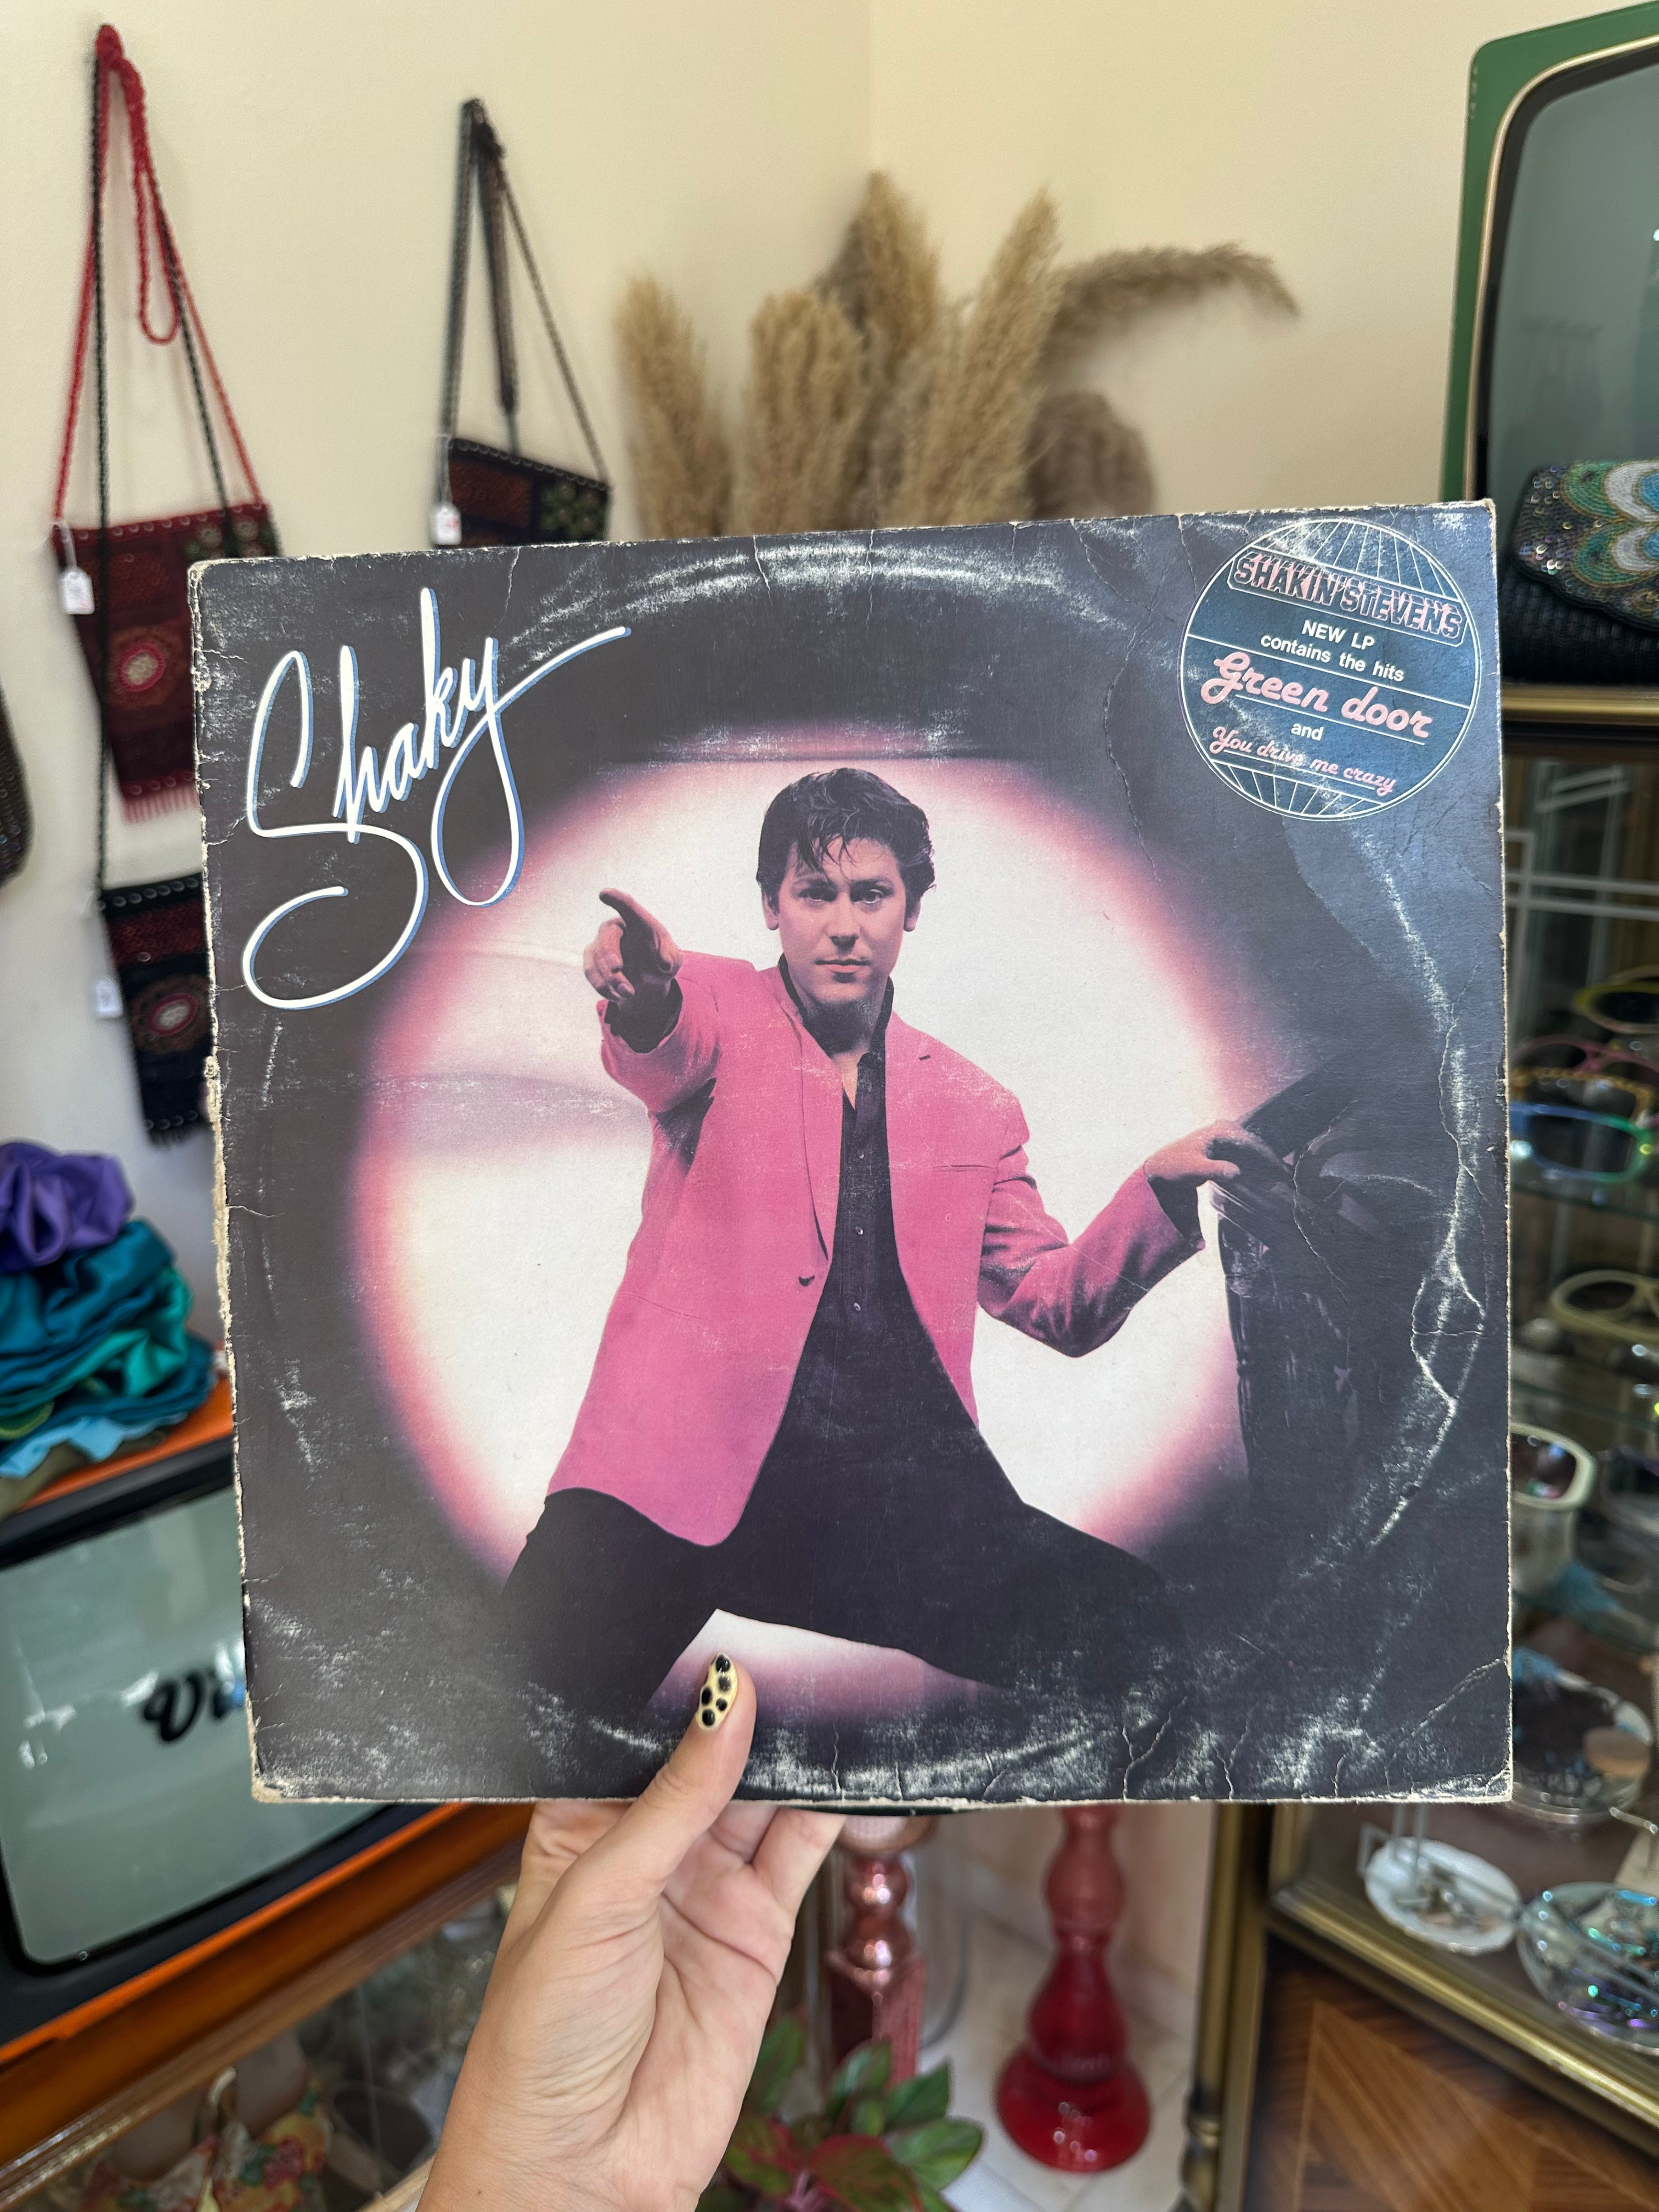 Shaky
SHAKIN' STEVENS
NEW LP
contains the hits
Green door
and
You drive me crazy